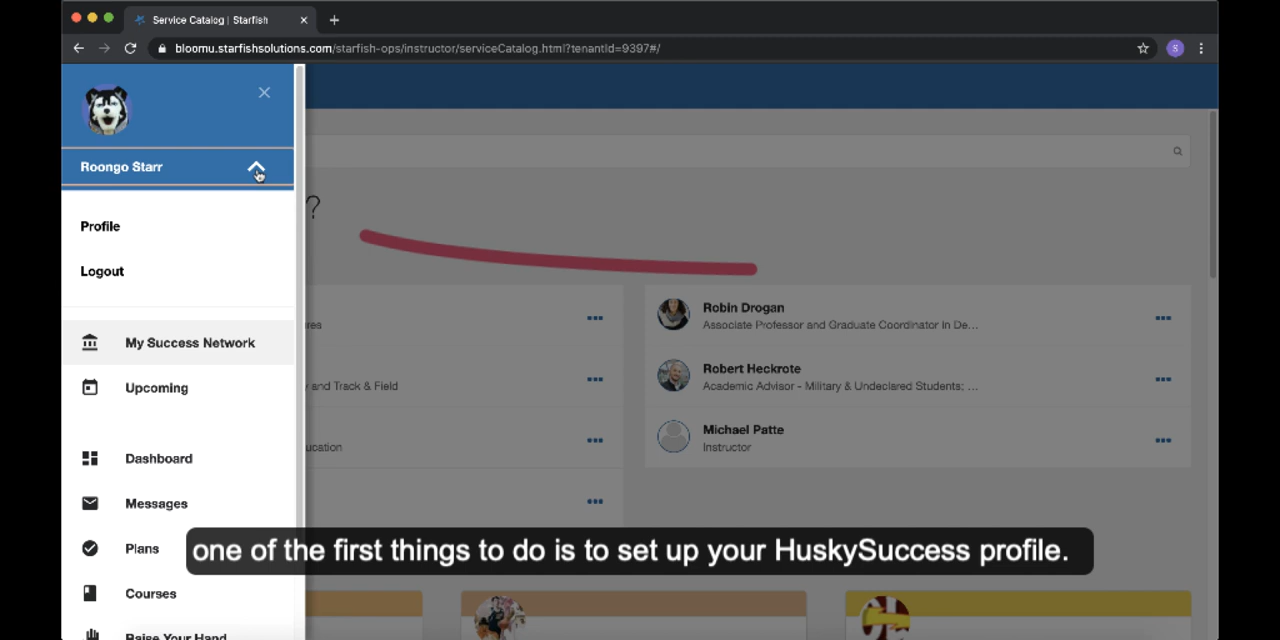 Service Catalog | Starfish
bloomu.starfishsolutions.com/starfish-ops/instructor/serviceCatalog.html?tenantId=9397#/
S
Roongo Starr
Profile
Logout
My Success Network
Upcoming
Dashboard
Messages
Plans
Courses
Raise Your Hand
?
res
y and Track & Field
ucation
Robin Drogan
Associate Professor and Graduate Coordinator In De...
Robert Heckrote
Academic Advisor - Military & Undeclared Students; ...
Michael Patte
Instructor
one of the first things to do is to set up your HuskySuccess profile.